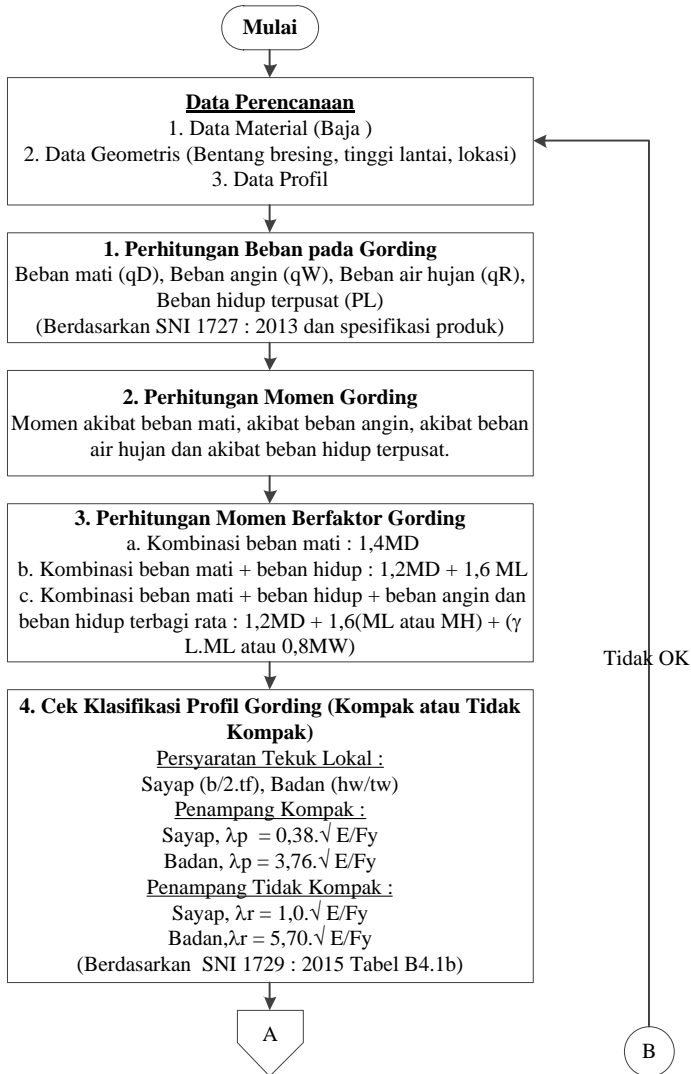 Mulai
Data Perencanaan
1. Data Material (Baja )
2. Data Geometris (Bentang bresing, tinggi lantai, lokasi)
3. Data Profil
1. Perhitungan Beban pada Gording
Beban mati (qD), Beban angin (qW), Beban air hujan (qR),
Beban hidup terpusat (PL)
(Berdasarkan SNI 1727 : 2013 dan spesifikasi produk)
2. Perhitungan Momen Gording
Momen akibat beban mati, akibat beban angin, akibat beban
air hujan dan akibat beban hidup terpusat.
3. Perhitungan Momen Berfaktor Gording
a. Kombinasi beban mati : 1,4MD
b. Kombinasi beban mati + beban hidup : 1,2MD + 1,6 ML
c. Kombinasi beban mati + beban hidup + beban angin dan
beban hidup terbagi rata : 1,2MD + 1,6(ML atau MH) + (γ
L.ML atau 0,8MW)
Tidak OK
4. Cek Klasifikasi Profil Gording (Kompak atau Tidak
Kompak)
Persyaratan Tekuk Lokal :
Sayap (b/2.tf), Badan (hw/tw)
Penampang Kompak :
Sayap, λp = 0,38.√ E/Fy
Badan, λp = 3,76.√ E/Fy
Penampang Tidak Kompak :
Sayap, λr = 1,0.√ E/Fy
Badan,λr = 5,70.√ E/Fy
(Berdasarkan SNI 1729 : 2015 Tabel B4.1b)
A
B